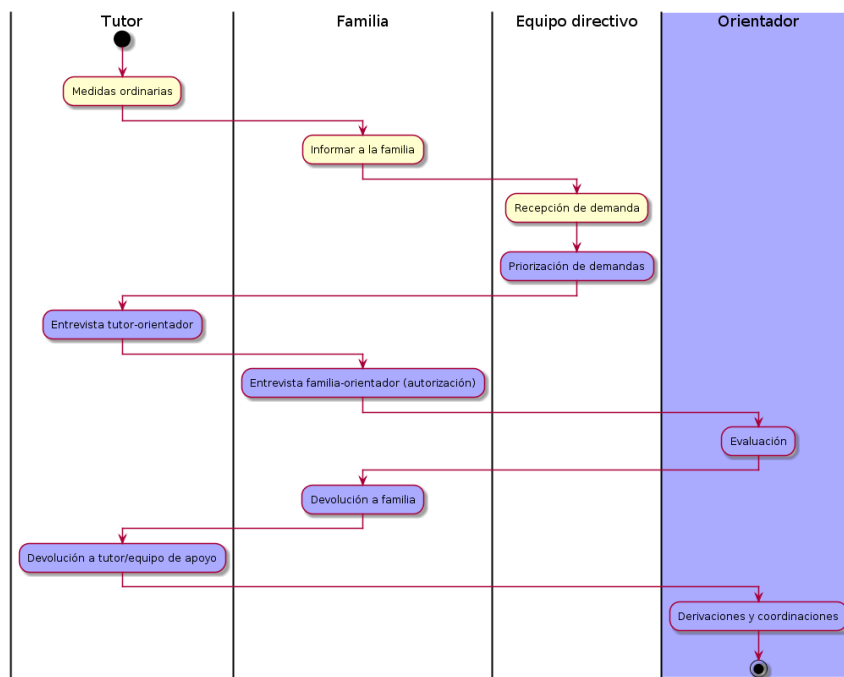 Tutor
Familia
Equipo directivo
Orientador
Medidas ordinarias
Informar a la familia
Recepción de demanda
Priorización de demandas
Entrevista tutor-orientador
Entrevista familia-orientador (autorización)
Evaluación
Devolución a familia
Devolución a tutor/equipo de apoyo
Derivaciones y coordinaciones